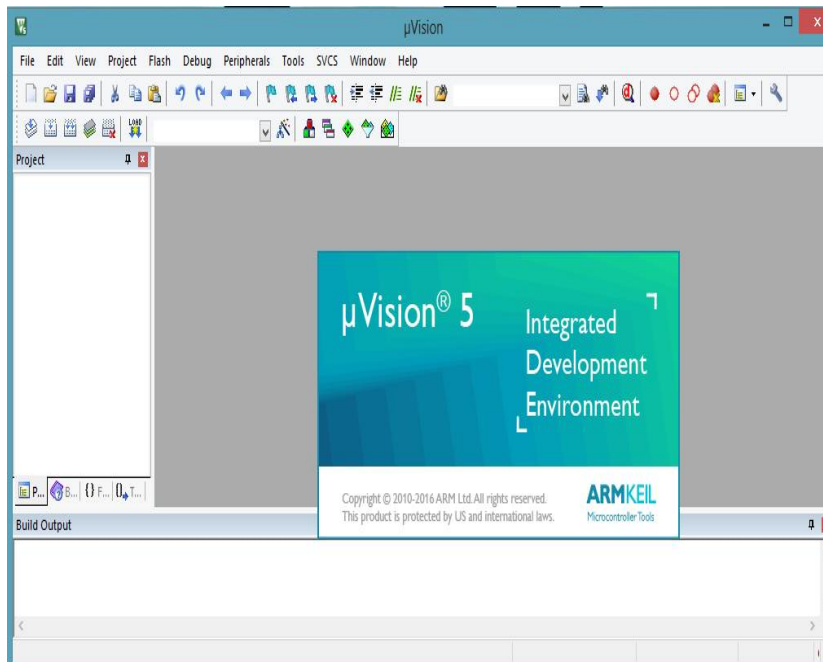 µVision
File Edit View Project Flash Debug Peripherals Tools SVCS Window Help
LOAD
Project
µVision® 5
Integrated
Development
Environment
Copyright © 2010-2016 ARM Ltd. All rights reserved.
This product is protected by US and international laws.
ARMKEIL
Microcontroller Tools
P... B... {} F... 0 T...
Build Output